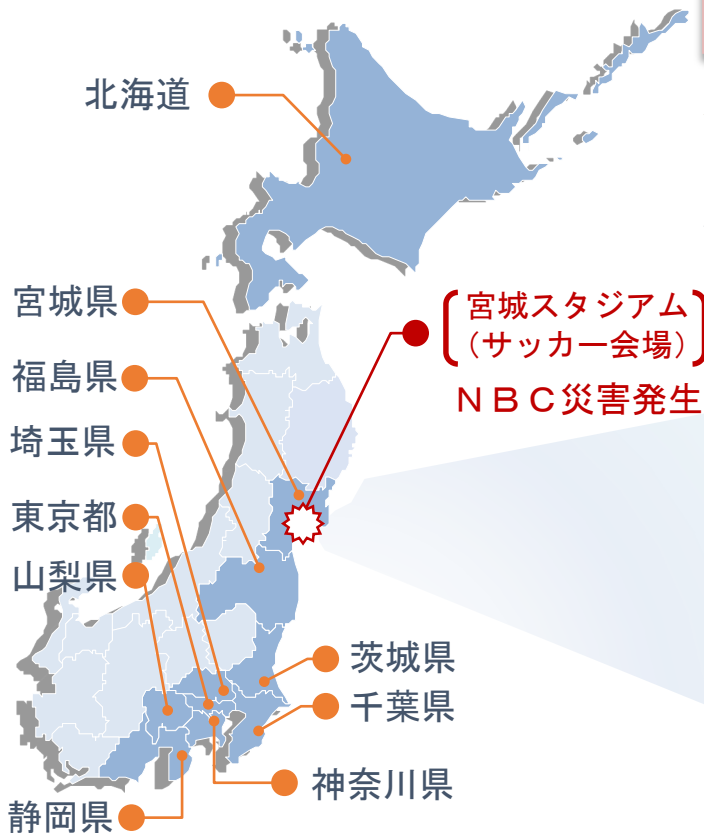 北海道
宮城県
福島県
埼玉県
東京都
山梨県
静岡県
宮城スタジアム
（サッカー会場）
ＮＢＣ災害発生
茨城県
千葉県
神奈川県